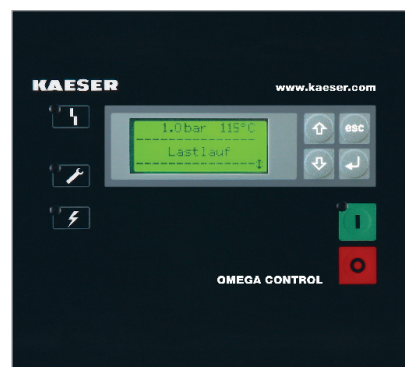 KAESER
www.kaeser.com
1.0bar 115°C
Lastlauf
esc
OMEGA CONTROL